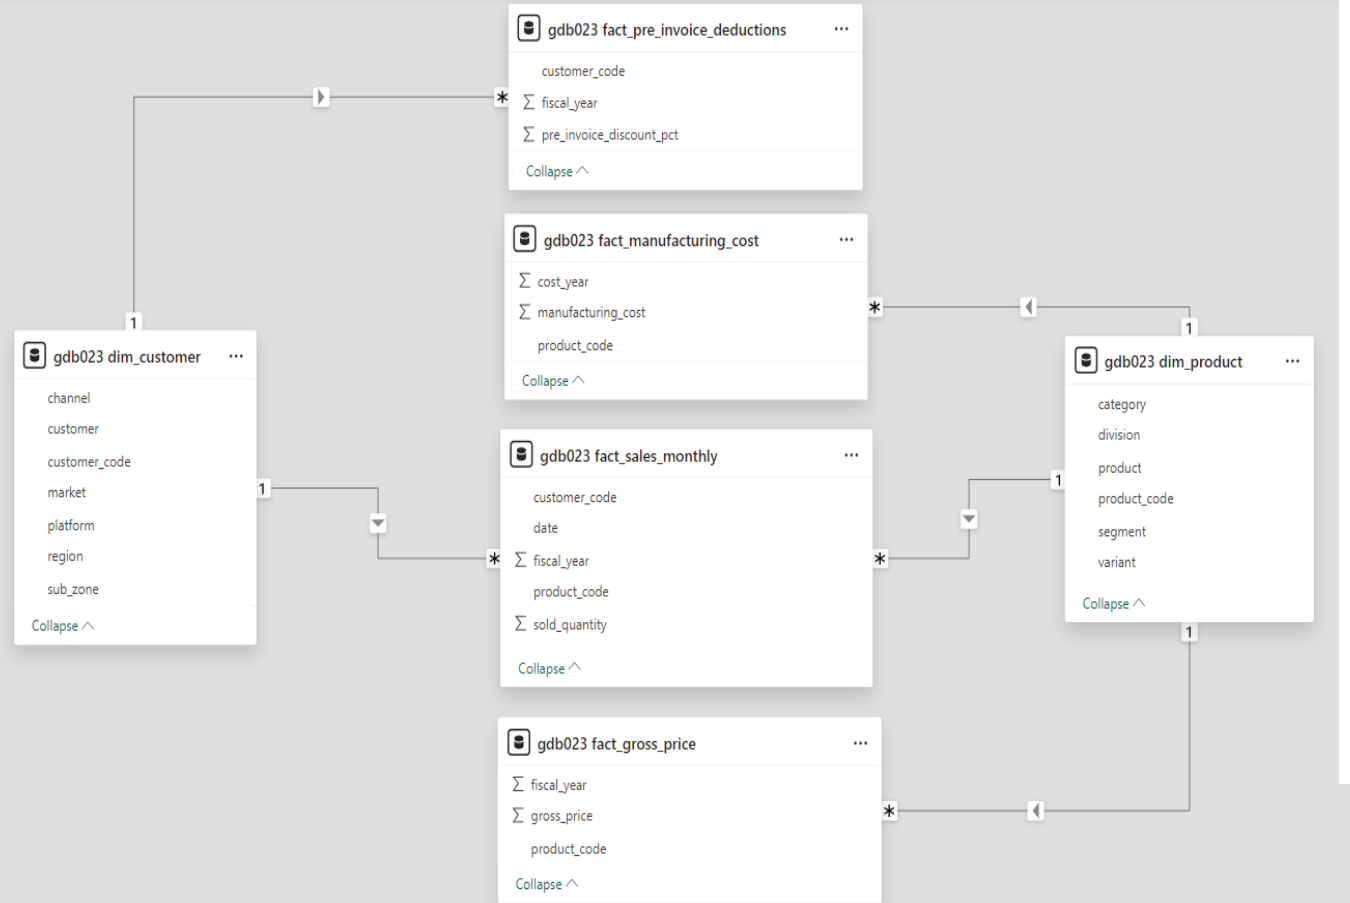 gdb023 fact_pre_invoice_deductions ...
customer_code
Σ fiscal_year
Σ pre_invoice_discount_pct
Collapse
*
1
gdb023 fact_manufacturing_cost ...
Σ cost_year
Σ manufacturing_cost
product_code
Collapse
*
1
gdb023 dim_customer ...
channel
customer
customer_code
market
platform
region
sub_zone
Collapse
1
*
gdb023 fact_sales_monthly ...
customer_code
date
Σ fiscal_year
product_code
Σ sold_quantity
Collapse
*
1
gdb023 dim_product ...
category
division
product
product_code
segment
variant
Collapse
1
gdb023 fact_gross_price ...
Σ fiscal_year
Σ gross_price
product_code
Collapse
*